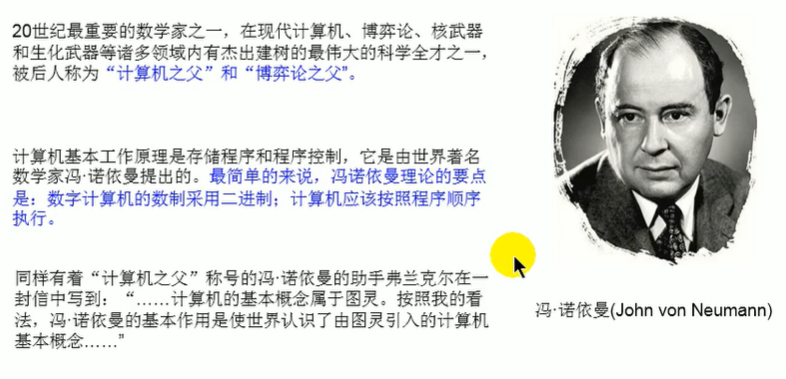 20世纪最重要的数学家之一，在现代计算机、博弈论、核武器
和生化武器等诸多领域内有杰出建树的最伟大的科学全才之一，
被后人称为“计算机之父”和“博弈论之父”。
计算机基本工作原理是存储程序和程序控制，它是由世界著名
数学家冯·诺依曼提出的。最简单的来说，冯诺依曼理论的要点
是：数字计算机的数制采用二进制；计算机应该按照程序顺序
执行。
同样有着“计算机之父”称号的冯·诺依曼的助手弗兰克尔在一
封信中写到：“……计算机的基本概念属于图灵。按照我的看
法，冯·诺依曼的基本作用是使世界认识了由图灵引入的计算机
基本概念……”
冯·诺依曼(John von Neumann)